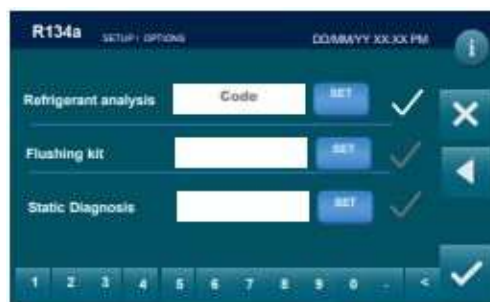 R134a SETUP / OPTIONS DD/MM/YY XX:XX PM
Refrigerant analysis Code SET
Flushing kit SET
Static Diagnosis SET
1 2 3 4 5 6 7 8 9 0 . <